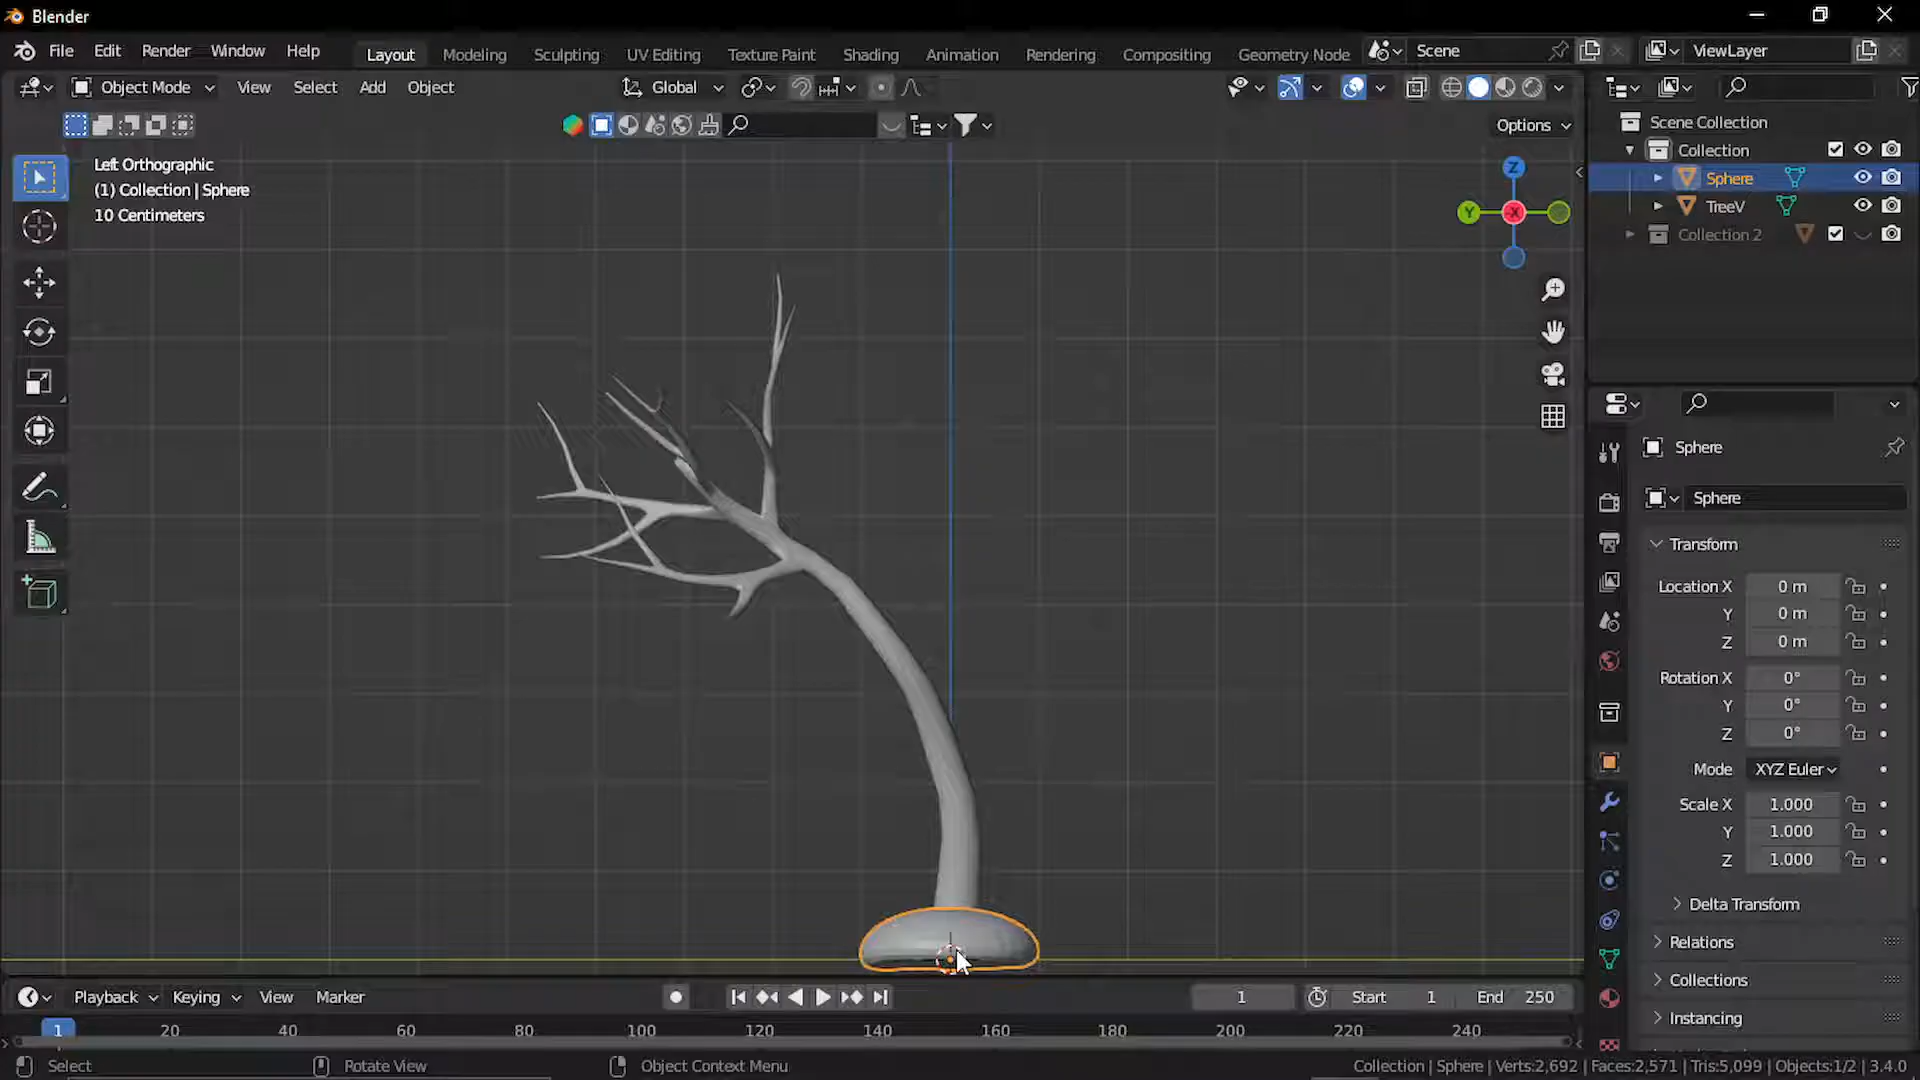 Blender
File Edit Render Window Help Layout Modeling Sculpting UV Editing Texture Paint Shading Animation Rendering Compositing Geometry Node Scene ViewLayer
Object Mode View Select Add Object Global
Options
Left Orthographic
(1) Collection | Sphere
10 Centimeters
Z
Y
X
Scene Collection
Collection
Sphere
TreeV
Collection 2
Sphere
Sphere
Transform
Location X 0 m
Y 0 m
Z 0 m
Rotation X 0°
Y 0°
Z 0°
Mode XYZ Euler
Scale X 1.000
Y 1.000
Z 1.000
Delta Transform
Relations
Collections
Instancing
Playback Keying View Marker 1 Start 1 End 250
1 20 40 60 80 100 120 140 160 180 200 220 240
Select Rotate View Object Context Menu Collection | Sphere | Verts:2,692 | Faces:2,571 | Tris:5,099 | Objects:1/2 | 3.4.0